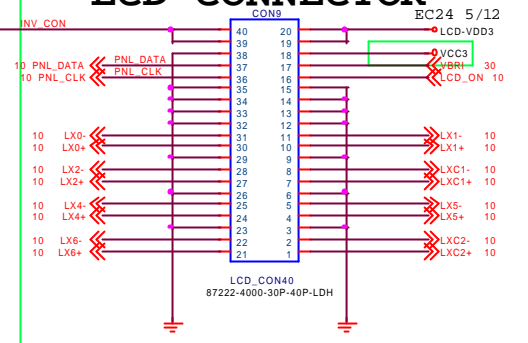 LCD CONNECTOR
CON9
EC24 5/12
INV_CON
40 20 LCD-VDD3
39 19
38 18 VCC3
10 PNL_DATA PNL_DATA 37 17 VBRI 30
10 PNL_CLK PNL_CLK 36 16 LCD_ON 10
35 15
34 14
33 13
32 12
10 LX0- 31 11 LX1- 10
10 LX0+ 30 10 LX1+ 10
29 9
10 LX2- 28 8 LXC1- 10
10 LX2+ 27 7 LXC1+ 10
26 6
10 LX4- 25 5 LX5- 10
10 LX4+ 24 4 LX5+ 10
23 3
10 LX6- 22 2 LXC2- 10
10 LX6+ 21 1 LXC2+ 10
LCD_CON40
87222-4000-30P-40P-LDH